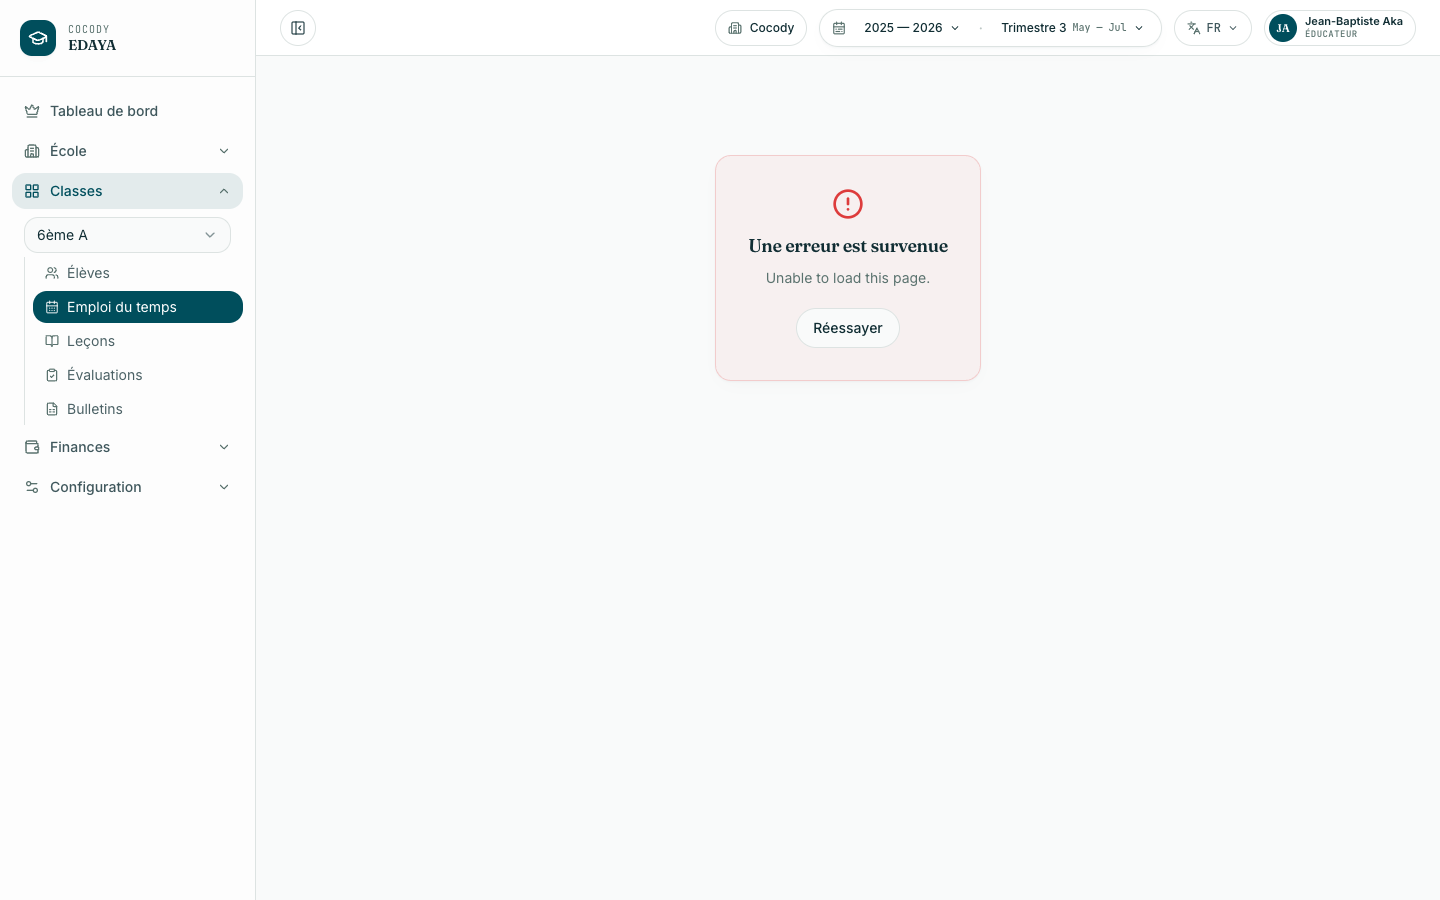 COCODY
EDAYA
Cocody
2025 — 2026
·
Trimestre 3 May — Jul
FR
JA
Jean-Baptiste Aka
ÉDUCATEUR
Tableau de bord
École
Classes
6ème A
Élèves
Emploi du temps
Leçons
Évaluations
Bulletins
Finances
Configuration
Une erreur est survenue
Unable to load this page.
Réessayer